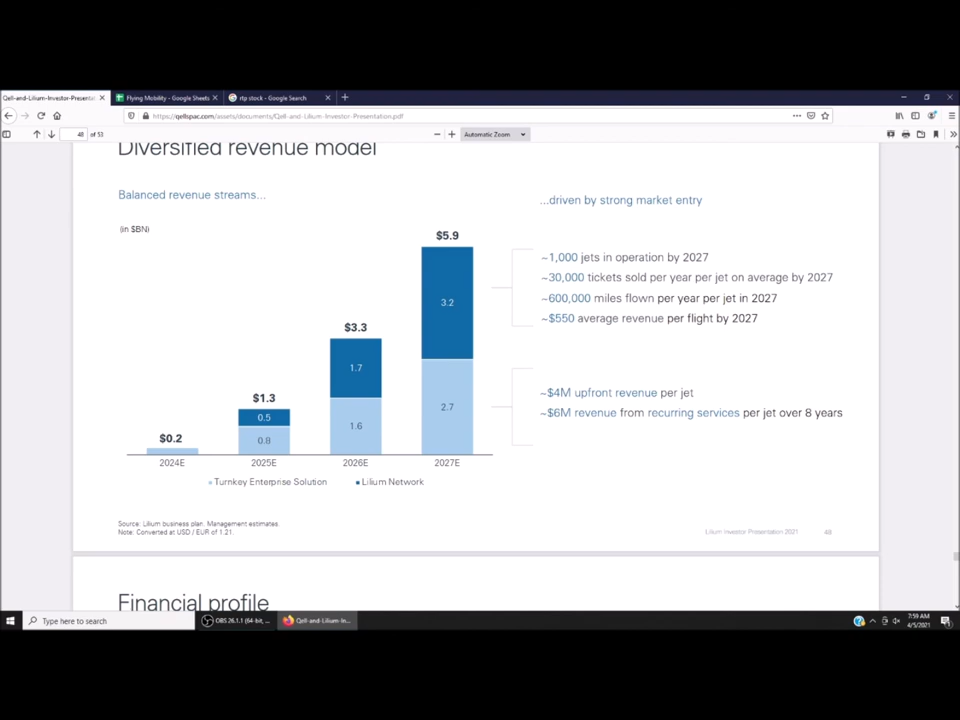 Qell-and-Lilium-Investor-Presentat
Flying Mobility - Google Sheets
rtp stock - Google Search
https://qellspac.com/assets/documents/Qell-and-Lilium-Investor-Presentation.pdf
48 of 53
Automatic Zoom
Diversified revenue model
Balanced revenue streams...
...driven by strong market entry
(in $BN)
$5.9
~1,000 jets in operation by 2027
~30,000 tickets sold per year per jet on average by 2027
3.2
~600,000 miles flown per year per jet in 2027
~$550 average revenue per flight by 2027
$3.3
1.7
$1.3
~$4M upfront revenue per jet
2.7
~$6M revenue from recurring services per jet over 8 years
0.5
1.6
$0.2
0.8
2024E 2025E 2026E 2027E
Turnkey Enterprise Solution Lilium Network
Source: Lilium business plan. Management estimates.
Note: Converted at USD / EUR of 1.21.
Lilium Investor Presentation 2021 48
Financial profile
Type here to search
OBS 26.1.1 (64-bit, ...
Qell-and-Lilium-In...
7:59 AM
4/5/2021